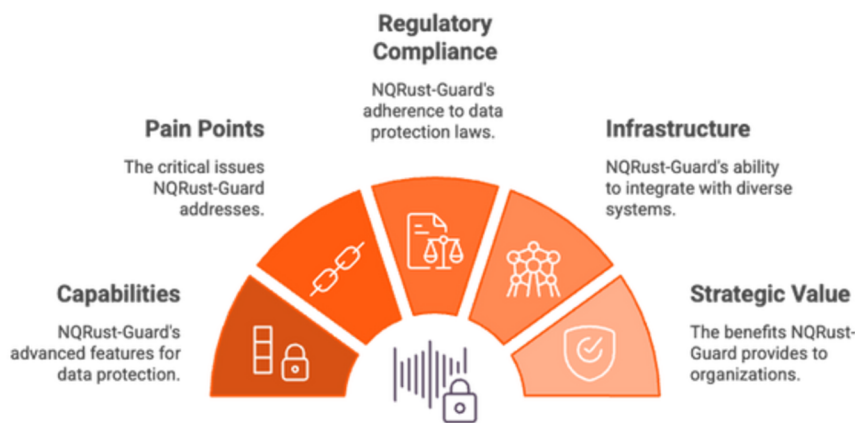 Regulatory
Compliance
NQRust-Guard's
adherence to data
protection laws.
Pain Points
The critical issues
NQRust-Guard
addresses.
Infrastructure
NQRust-Guard's ability
to integrate with diverse
systems.
Capabilities
NQRust-Guard's
advanced features for
data protection.
Strategic Value
The benefits NQRust-
Guard provides to
organizations.